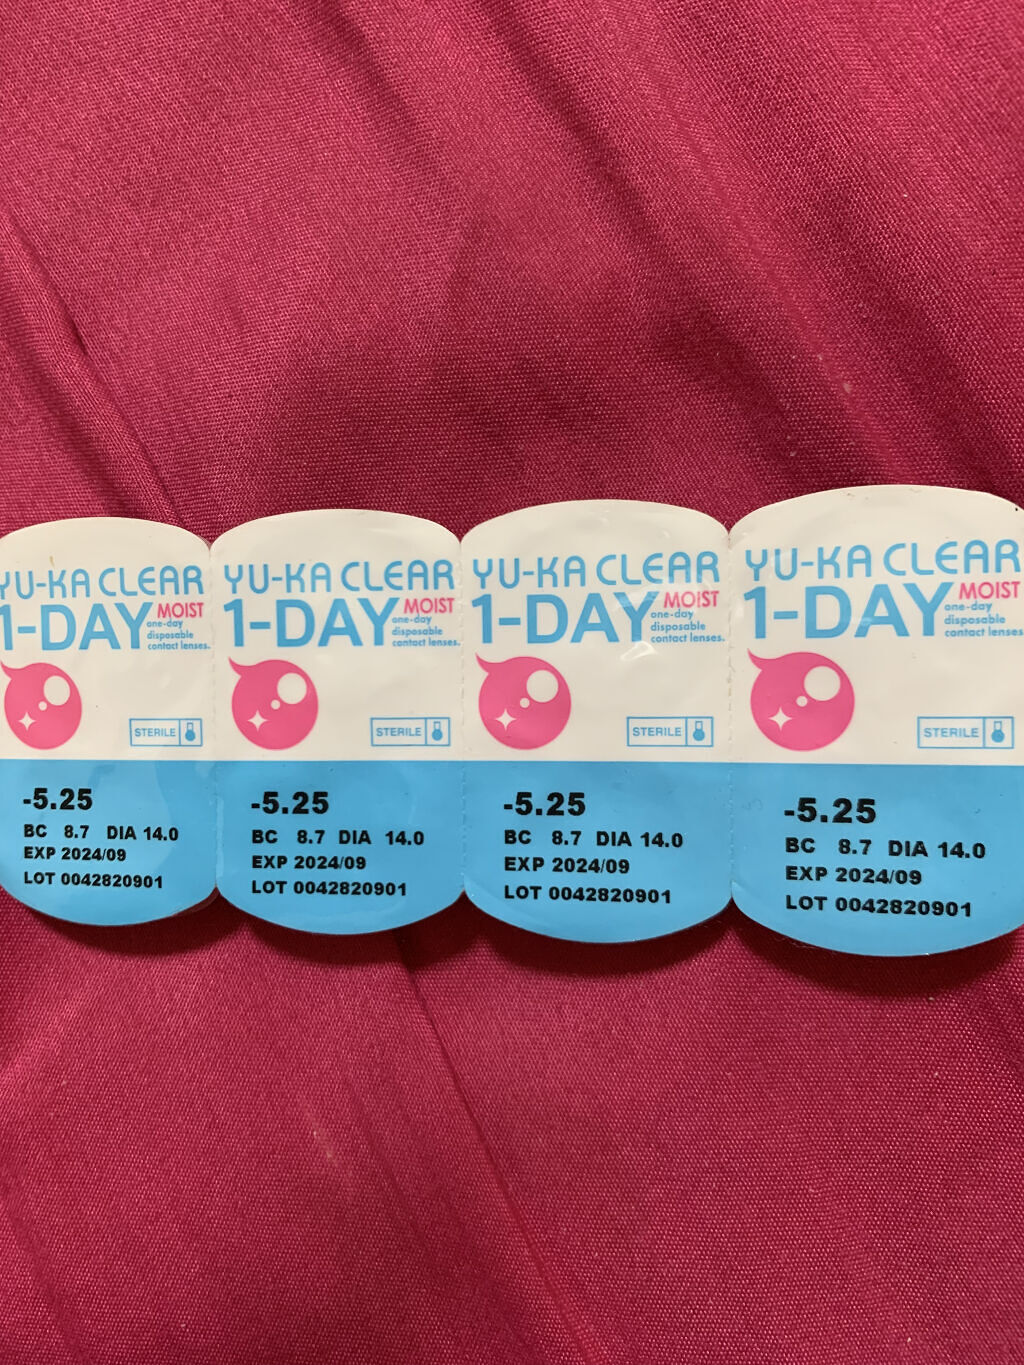 YU-KA CLEAR
1-DAY MOIST
one-day
disposable
contact lenses.
STERILE
-5.25
BC 8.7 DIA 14.0
EXP 2024/09
LOT 0042820901
YU-KA CLEAR
1-DAY MOIST
one-day
disposable
contact lenses.
STERILE
-5.25
BC 8.7 DIA 14.0
EXP 2024/09
LOT 0042820901
YU-KA CLEAR
1-DAY MOIST
one-day
disposable
contact lenses.
STERILE
-5.25
BC 8.7 DIA 14.0
EXP 2024/09
LOT 0042820901
YU-KA CLEAR
1-DAY MOIST
one-day
disposable
contact lenses.
STERILE
-5.25
BC 8.7 DIA 14.0
EXP 2024/09
LOT 0042820901